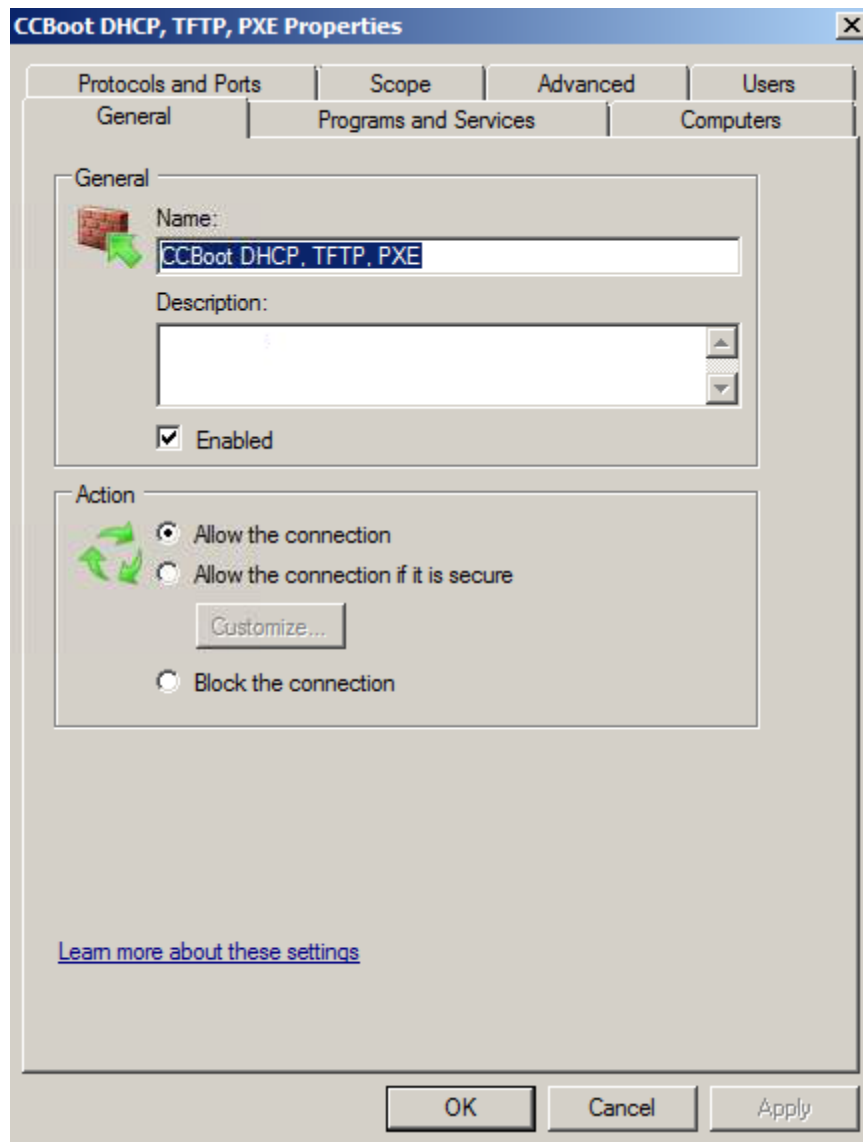 CCBoot DHCP, TFTP, PXE Properties
Protocols and Ports Scope Advanced Users
General Programs and Services Computers
General
Name:
CCBoot DHCP, TFTP, PXE
Description:
Enabled
Action
Allow the connection
Allow the connection if it is secure
Customize...
Block the connection
Learn more about these settings
OK Cancel Apply